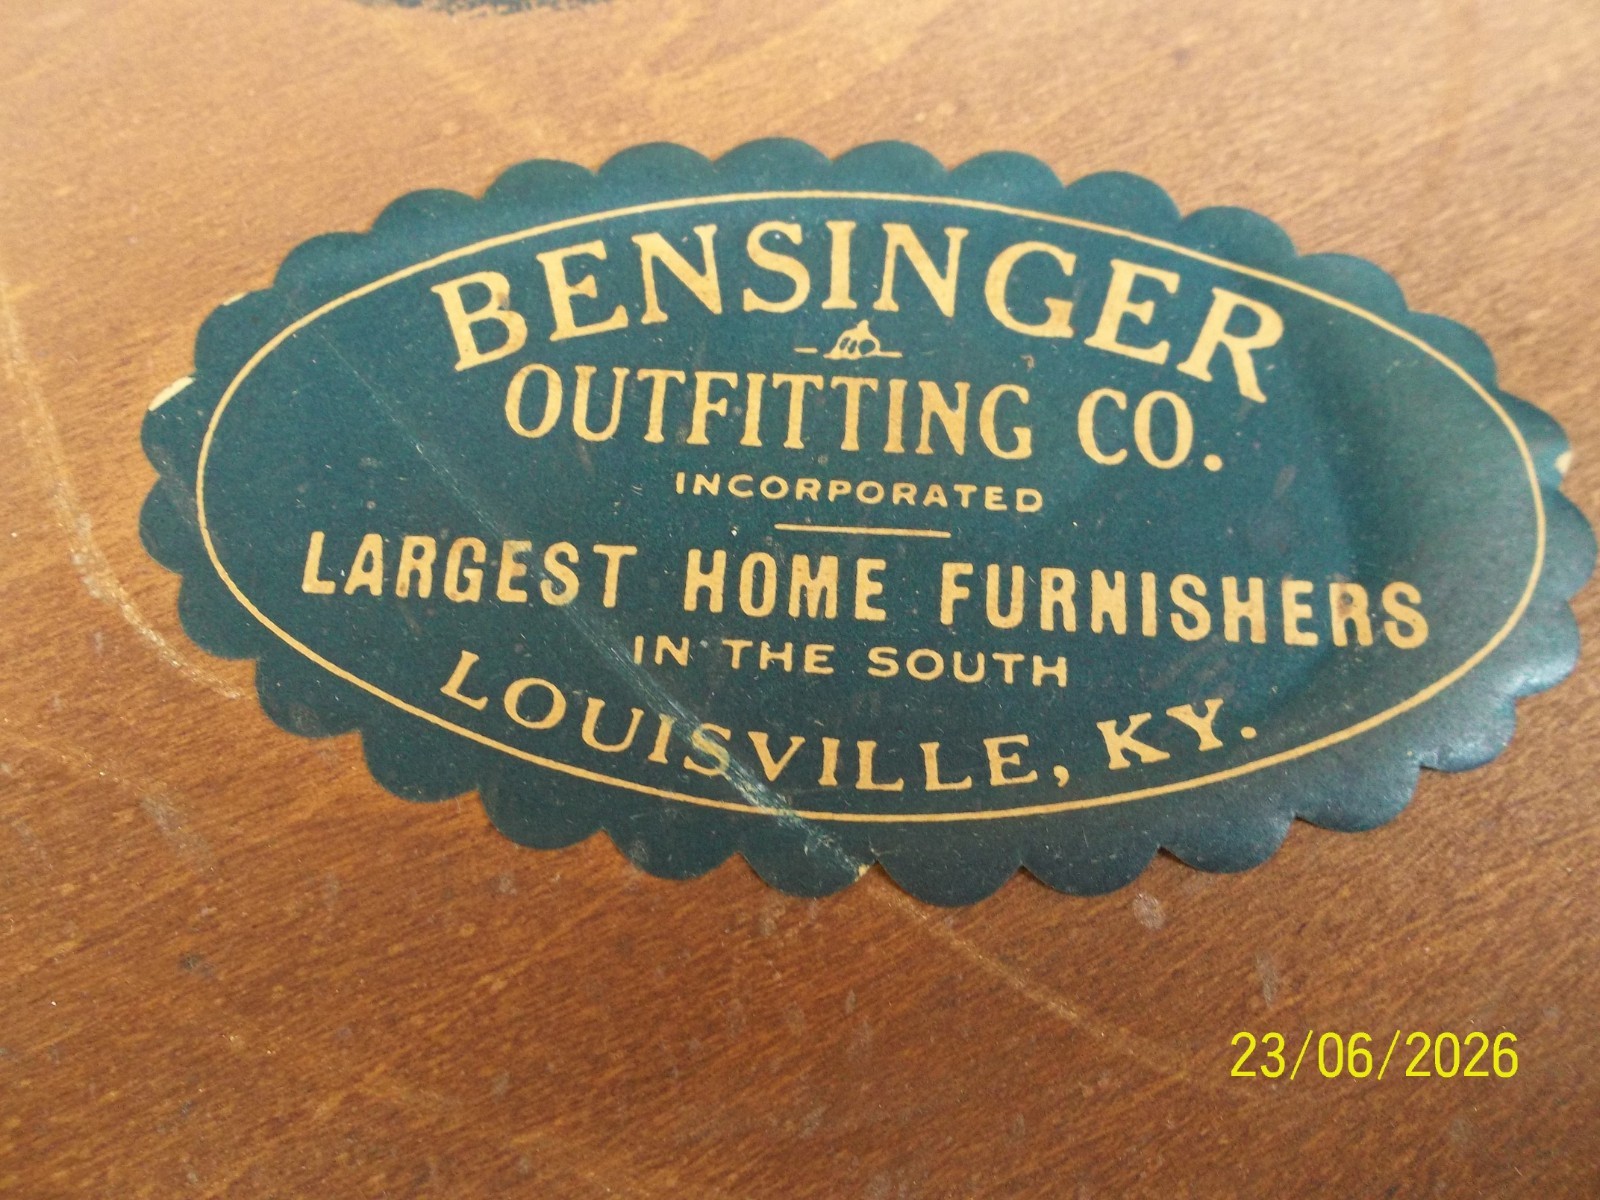 BENSINGER
OUTFITTING CO.
INCORPORATED
LARGEST HOME FURNISHERS
IN THE SOUTH
LOUISVILLE, KY.
23/06/2026